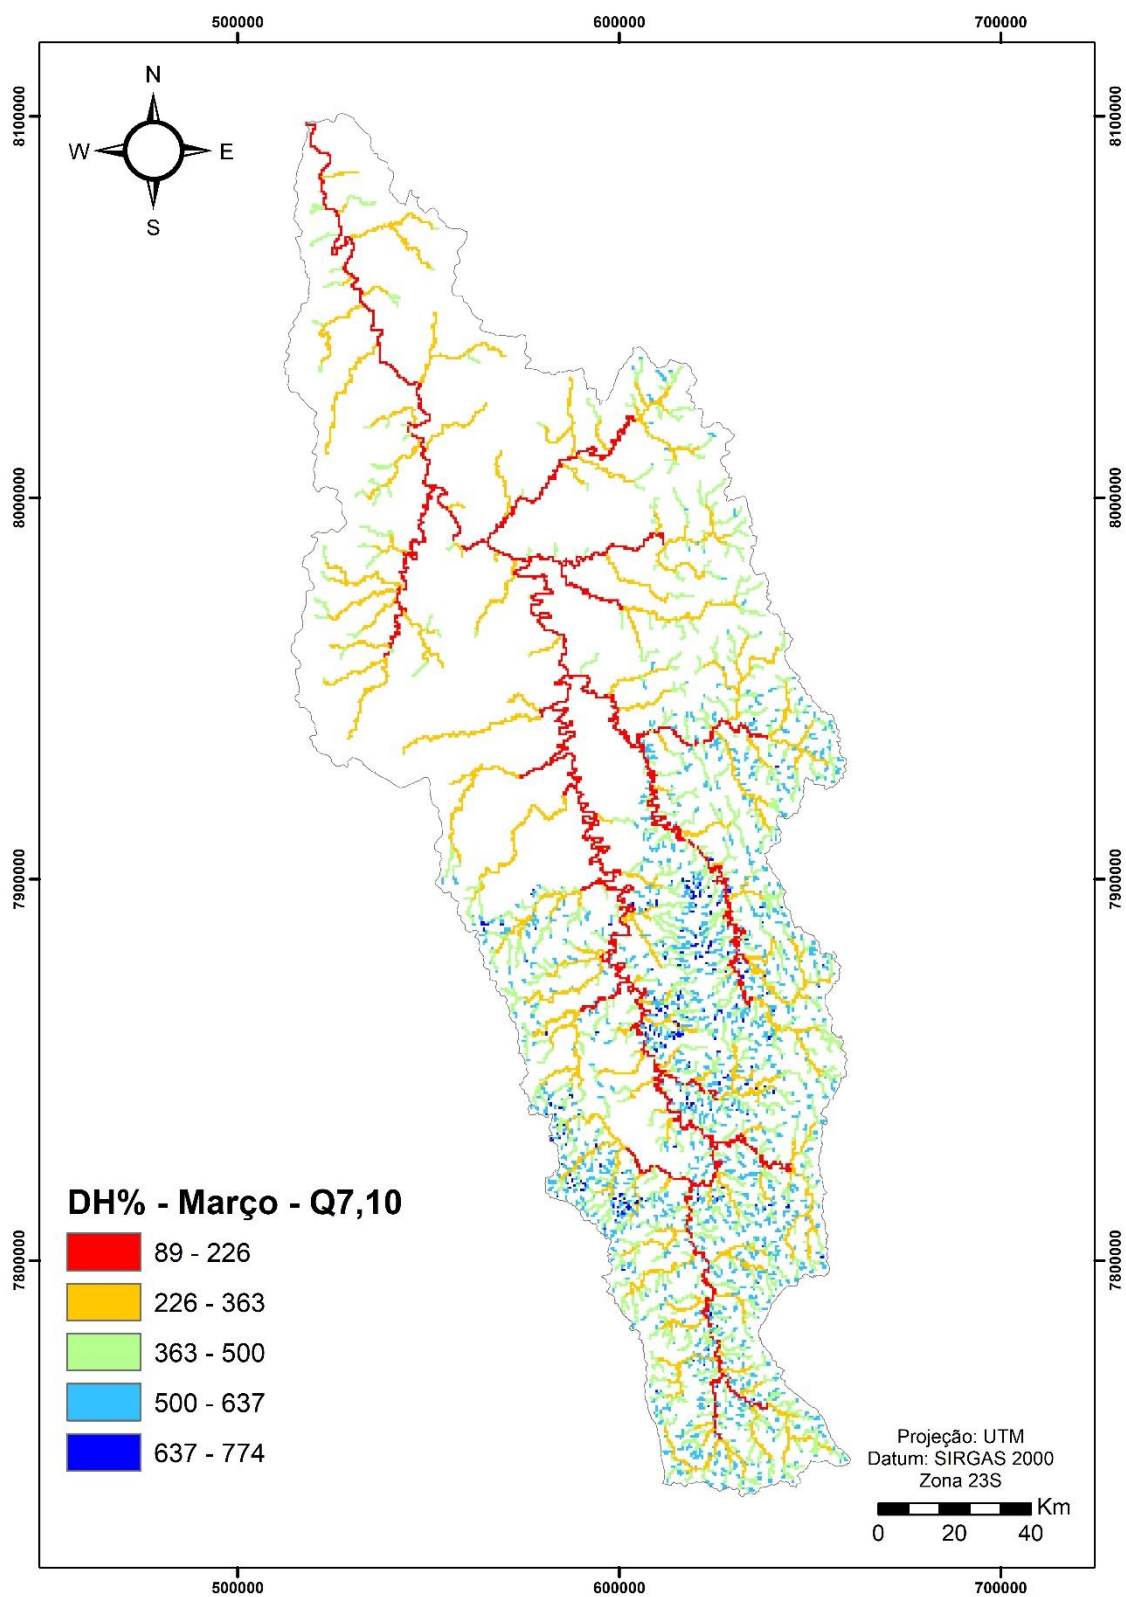 500000 600000 700000
8100000 8100000
N
W E
S
8000000 8000000
7900000 7900000
7800000 7800000
DH% - Março - Q7,10
89 - 226
226 - 363
363 - 500
500 - 637
637 - 774
Projeção: UTM
Datum: SIRGAS 2000
Zona 23S
Km
0 20 40
500000 600000 700000